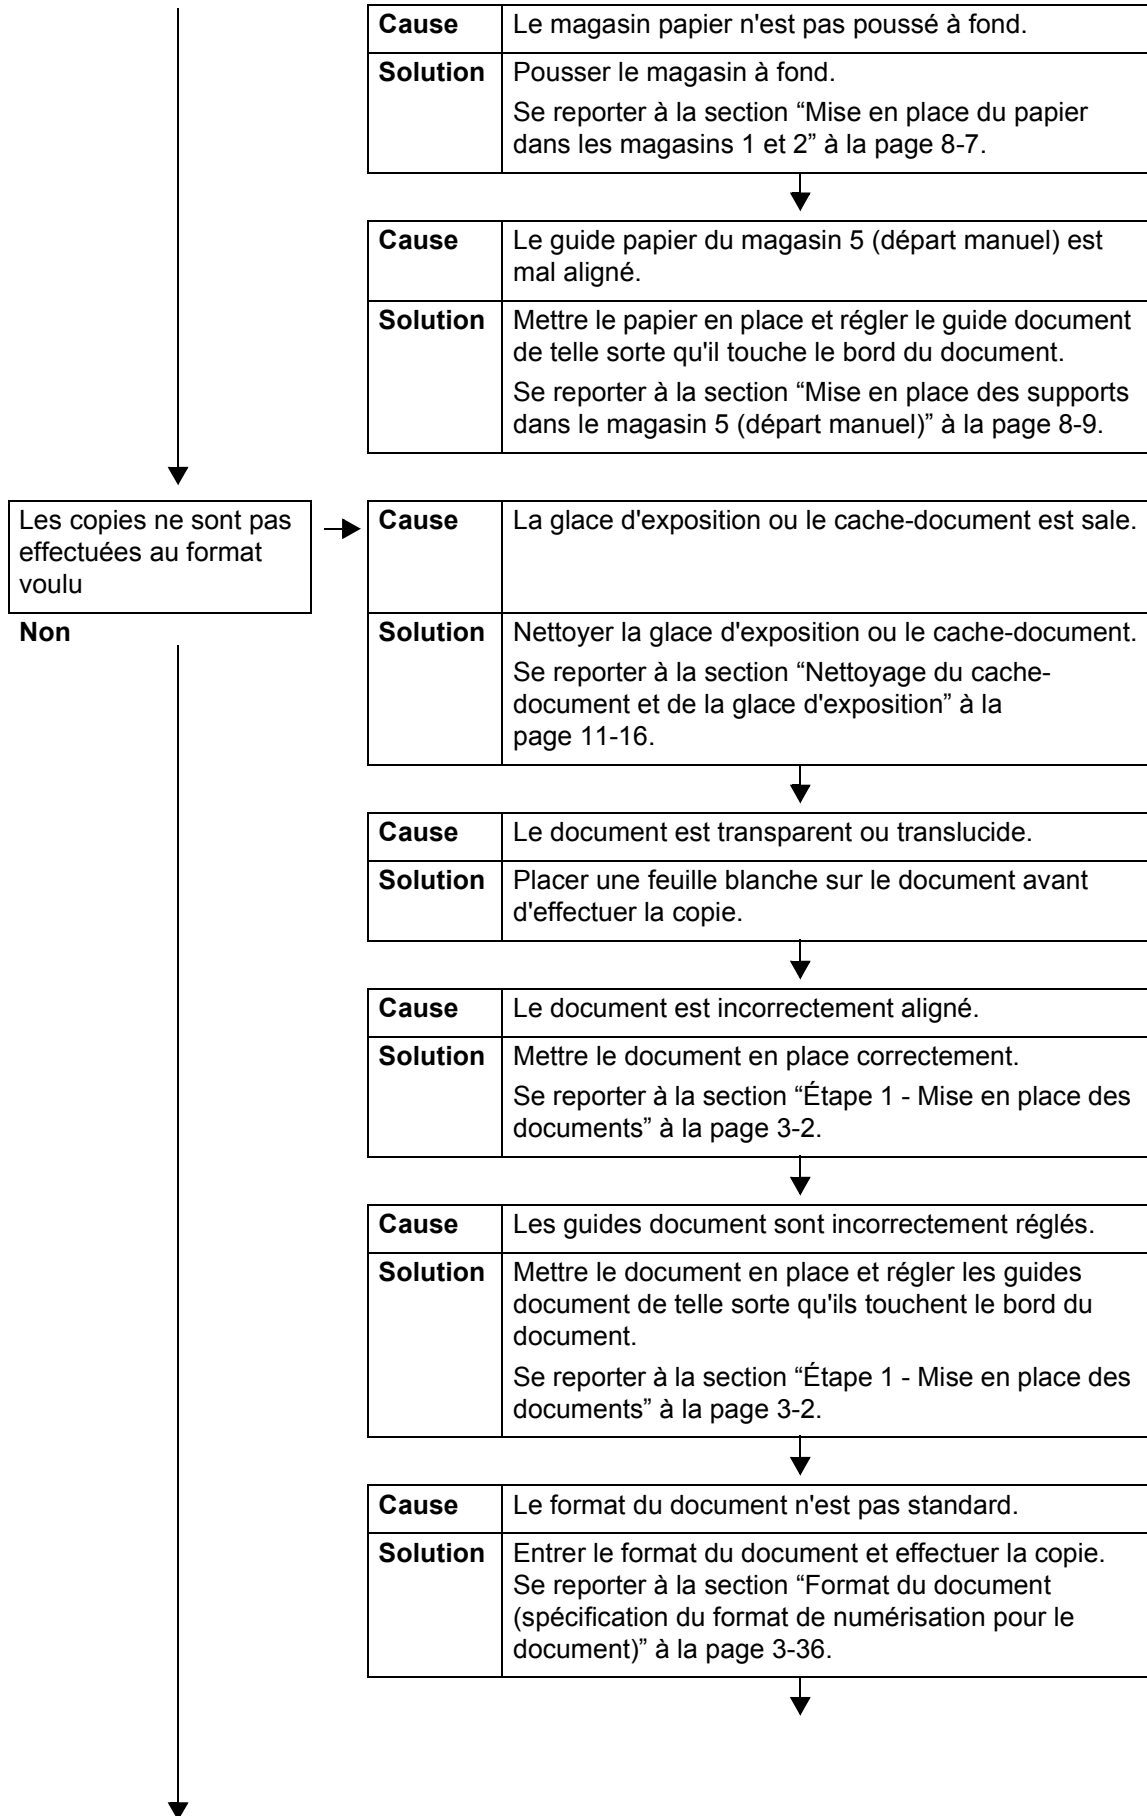 Cause Le magasin papier n'est pas poussé à fond.
Solution Pousser le magasin à fond.
Se reporter à la section “Mise en place du papier
dans les magasins 1 et 2” à la page 8-7.
Cause Le guide papier du magasin 5 (départ manuel) est
mal aligné.
Solution Mettre le papier en place et régler le guide document
de telle sorte qu'il touche le bord du document.
Se reporter à la section “Mise en place des supports
dans le magasin 5 (départ manuel)” à la page 8-9.
Les copies ne sont pas
effectuées au format
voulu
Non
Cause La glace d'exposition ou le cache-document est sale.
Solution Nettoyer la glace d'exposition ou le cache-document.
Se reporter à la section “Nettoyage du cache-
document et de la glace d'exposition” à la
page 11-16.
Cause Le document est transparent ou translucide.
Solution Placer une feuille blanche sur le document avant
d'effectuer la copie.
Cause Le document est incorrectement aligné.
Solution Mettre le document en place correctement.
Se reporter à la section “Étape 1 - Mise en place des
documents” à la page 3-2.
Cause Les guides document sont incorrectement réglés.
Solution Mettre le document en place et régler les guides
document de telle sorte qu'ils touchent le bord du
document.
Se reporter à la section “Étape 1 - Mise en place des
documents” à la page 3-2.
Cause Le format du document n'est pas standard.
Solution Entrer le format du document et effectuer la copie.
Se reporter à la section “Format du document
(spécification du format de numérisation pour le
document)” à la page 3-36.